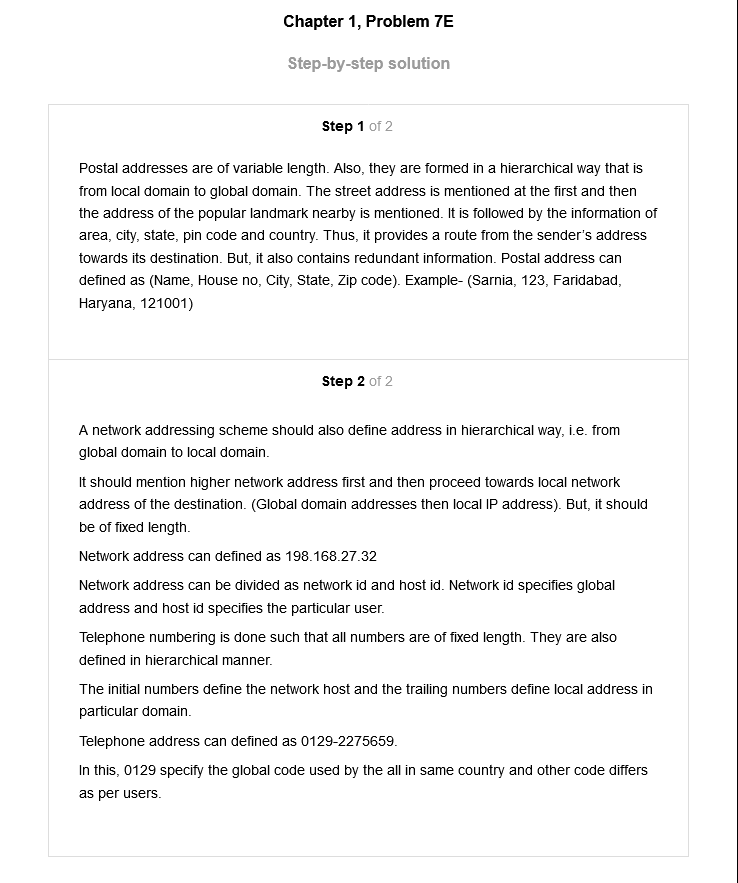 Chapter 1, Problem 7E
Step-by-step solution
Step 1 of 2
Postal addresses are of variable length. Also, they are formed in a hierarchical way that is
from local domain to global domain. The street address is mentioned at the first and then
the address of the popular landmark nearby is mentioned. It is followed by the information of
area, city, state, pin code and country. Thus, it provides a route from the sender's address
towards its destination. But, it also contains redundant information. Postal address can
defined as (Name, House no, City, State, Zip code). Example- (Sarnia, 123, Faridabad,
Haryana, 121001)
Step 2 of 2
A network addressing scheme should also define address in hierarchical way, i.e. from
global domain to local domain.
It should mention higher network address first and then proceed towards local network
address of the destination. (Global domain addresses then local IP address). But, it should
be of fixed length.
Network address can defined as 198.168.27.32
Network address can be divided as network id and host id. Network id specifies global
address and host id specifies the particular user.
Telephone numbering is done such that all numbers are of fixed length. They are also
defined in hierarchical manner.
The initial numbers define the network host and the trailing numbers define local address in
particular domain.
Telephone address can defined as 0129-2275659.
In this, 0129 specify the global code used by the all in same country and other code differs
as per users.